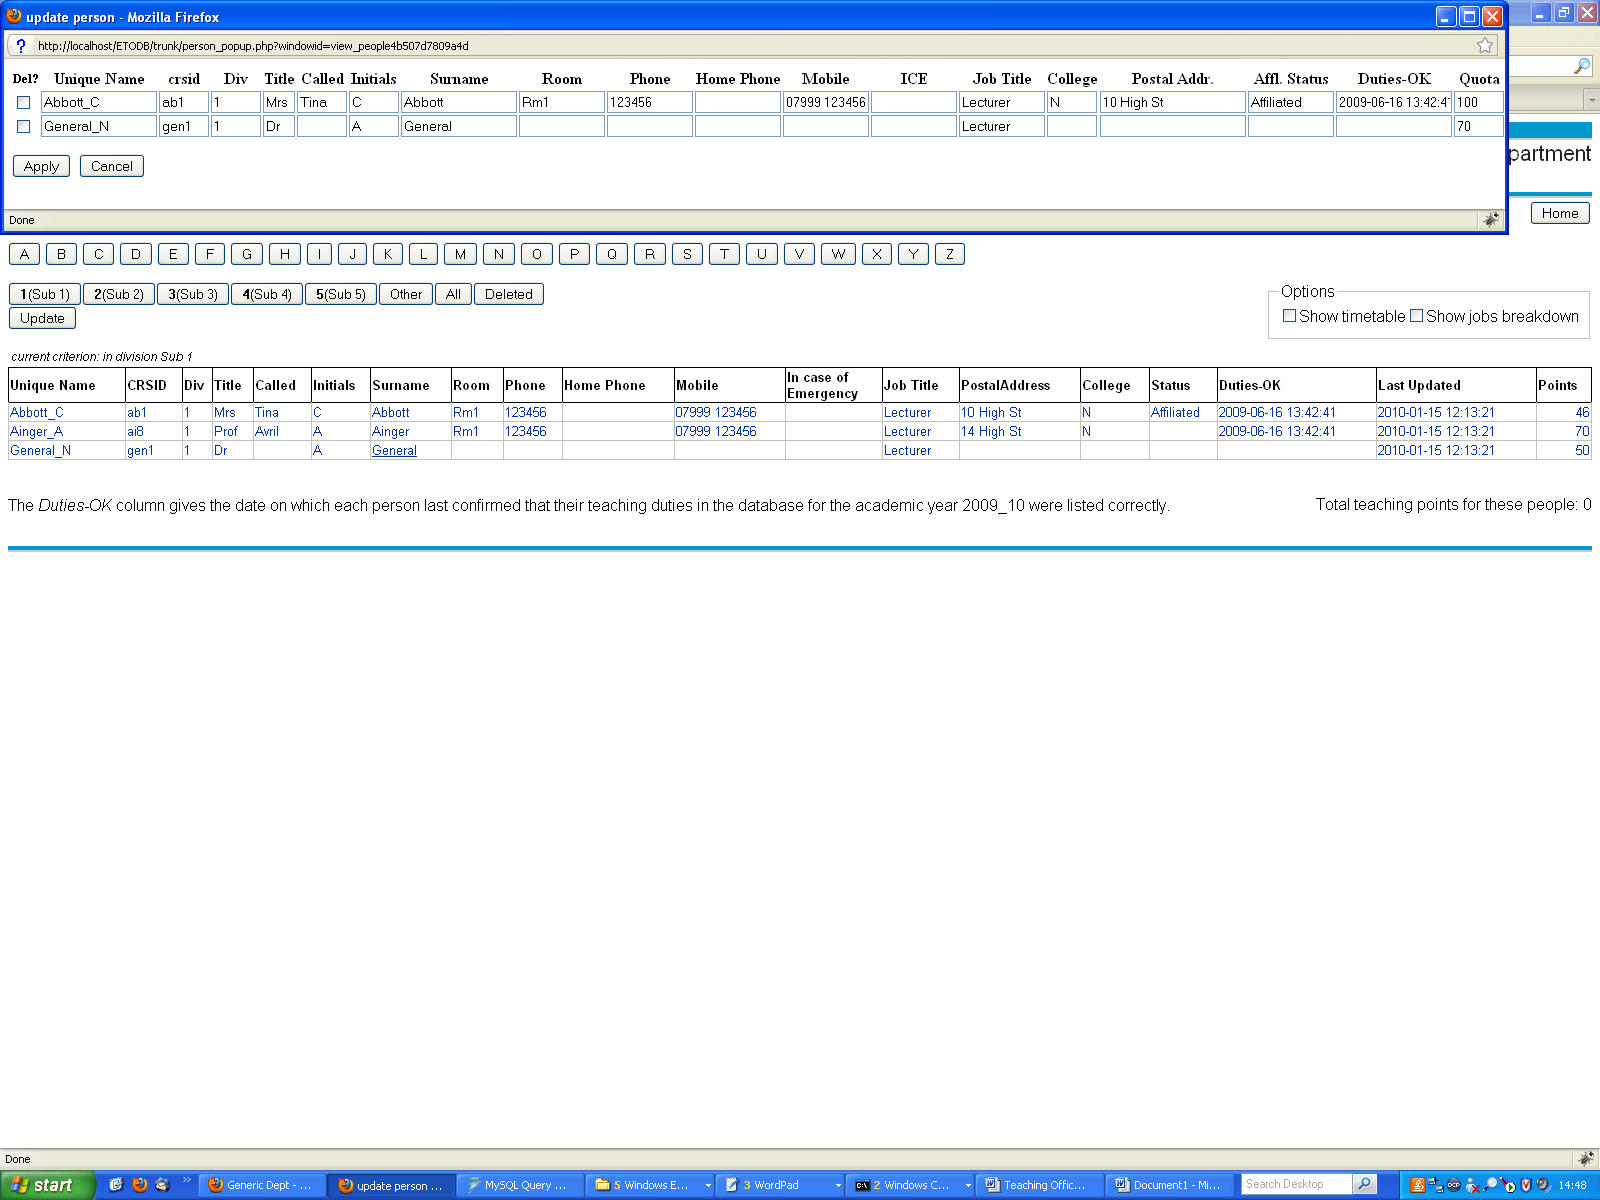 update person - Mozilla Firefox
http://localhost/ETODB/trunk/person_popup.php?windowid=view_people4b507d7809a4d
Del? Unique Name crsid Div Title Called Initials Surname Room Phone Home Phone Mobile ICE Job Title College Postal Addr. Affl. Status Duties-OK Quota
Abbott_C ab1 1 Mrs Tina C Abbott Rm1 123456 07999 123456 Lecturer N 10 High St Affiliated 2009-06-16 13:42:4 100
General_N gen1 1 Dr A General Lecturer 70
partment
Apply Cancel
Home
Done
A B C D E F G H I J K L M N O P Q R S T U V W X Y Z
1(Sub 1) 2(Sub 2) 3(Sub 3) 4(Sub 4) 5(Sub 5) Other All Deleted
Update
Options
Show timetable Show jobs breakdown
current criterion: in division Sub 1
Unique Name CRSID Div Title Called Initials Surname Room Phone Home Phone Mobile In case of Emergency Job Title PostalAddress College Status Duties-OK Last Updated Points
Abbott_C ab1 1 Mrs Tina C Abbott Rm1 123456 07999 123456 Lecturer 10 High St N Affiliated 2009-06-16 13:42:41 2010-01-15 12:13:21 46
Ainger_A ai8 1 Prof Avril A Ainger Rm1 123456 07999 123456 Lecturer 14 High St N 2009-06-16 13:42:41 2010-01-15 12:13:21 70
General_N gen1 1 Dr A General Lecturer 2010-01-15 12:13:21 50
The Duties-OK column gives the date on which each person last confirmed that their teaching duties in the database for the academic year 2009_10 were listed correctly.
Total teaching points for these people: 0
Done
start Generic Dept - ... update person ... MySQL Query ... 5 Windows E... 3 WordPad 2 Windows C... Teaching Offic... Document1 - Mi... Search Desktop 14:48